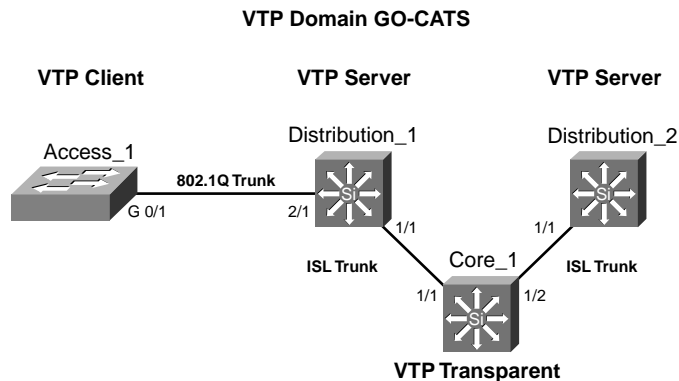 VTP Domain GO-CATS
VTP Client
VTP Server
VTP Server
Access_1
Distribution_1
Distribution_2
802.1Q Trunk
Si
Si
G 0/1
2/1
1/1
1/1
ISL Trunk
Core_1
ISL Trunk
1/1
1/2
Si
VTP Transparent